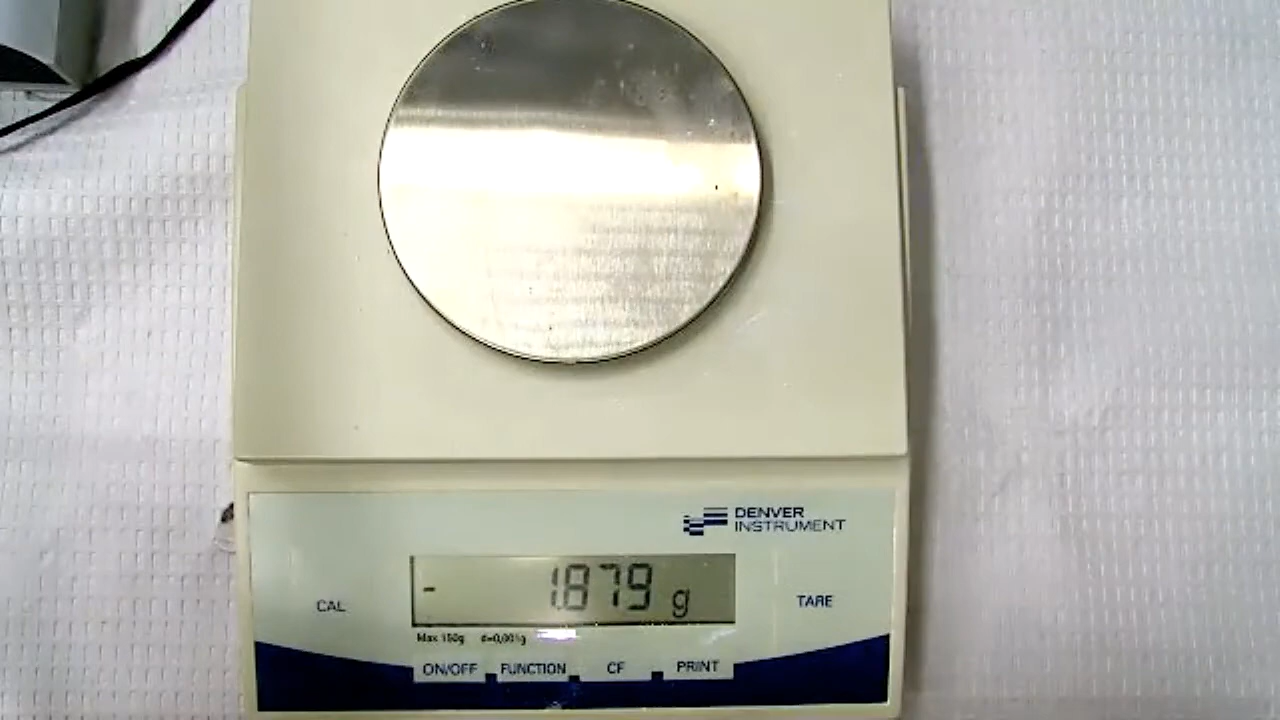 DENVER
INSTRUMENT
- 1.879 g
CAL
TARE
Max 150g d=0,001g
ON/OFF FUNCTION CF PRINT